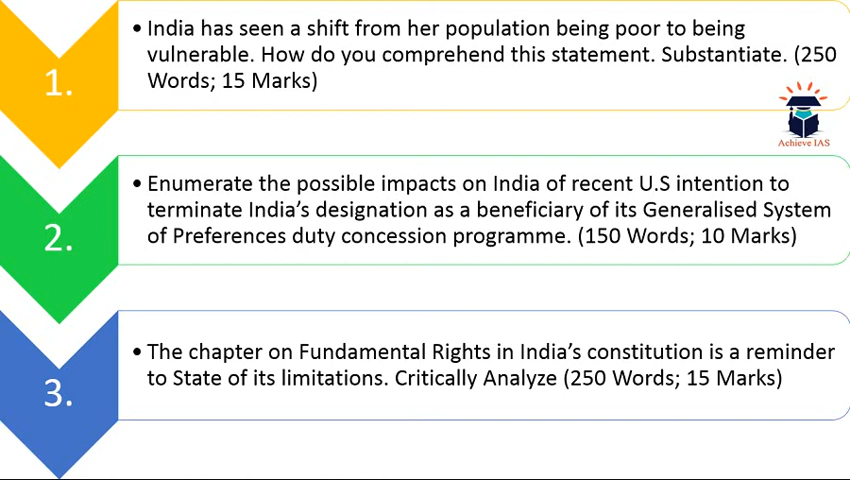 1.
• India has seen a shift from her population being poor to being
vulnerable. How do you comprehend this statement. Substantiate. (250
Words; 15 Marks)
Achieve IAS
2.
• Enumerate the possible impacts on India of recent U.S intention to
terminate India’s designation as a beneficiary of its Generalised System
of Preferences duty concession programme. (150 Words; 10 Marks)
3.
• The chapter on Fundamental Rights in India’s constitution is a reminder
to State of its limitations. Critically Analyze (250 Words; 15 Marks)